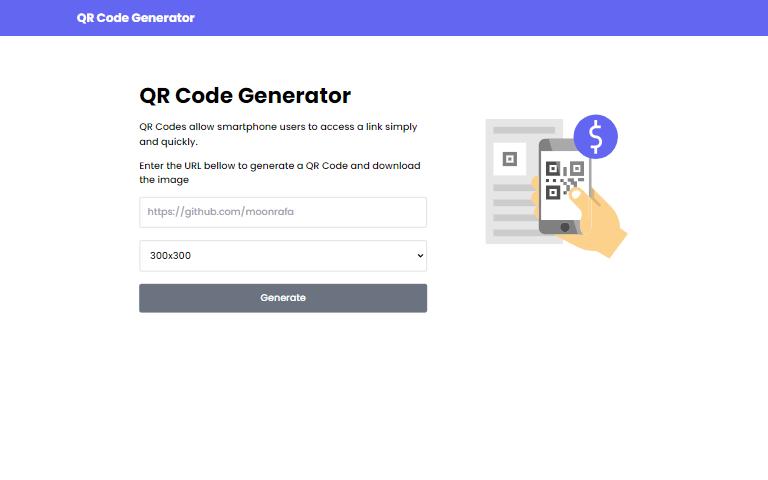 QR Code Generator
QR Code Generator
QR Codes allow smartphone users to access a link simply
and quickly.
Enter the URL bellow to generate a QR Code and download
the image
https://github.com/moonrafa
300x300
Generate
$